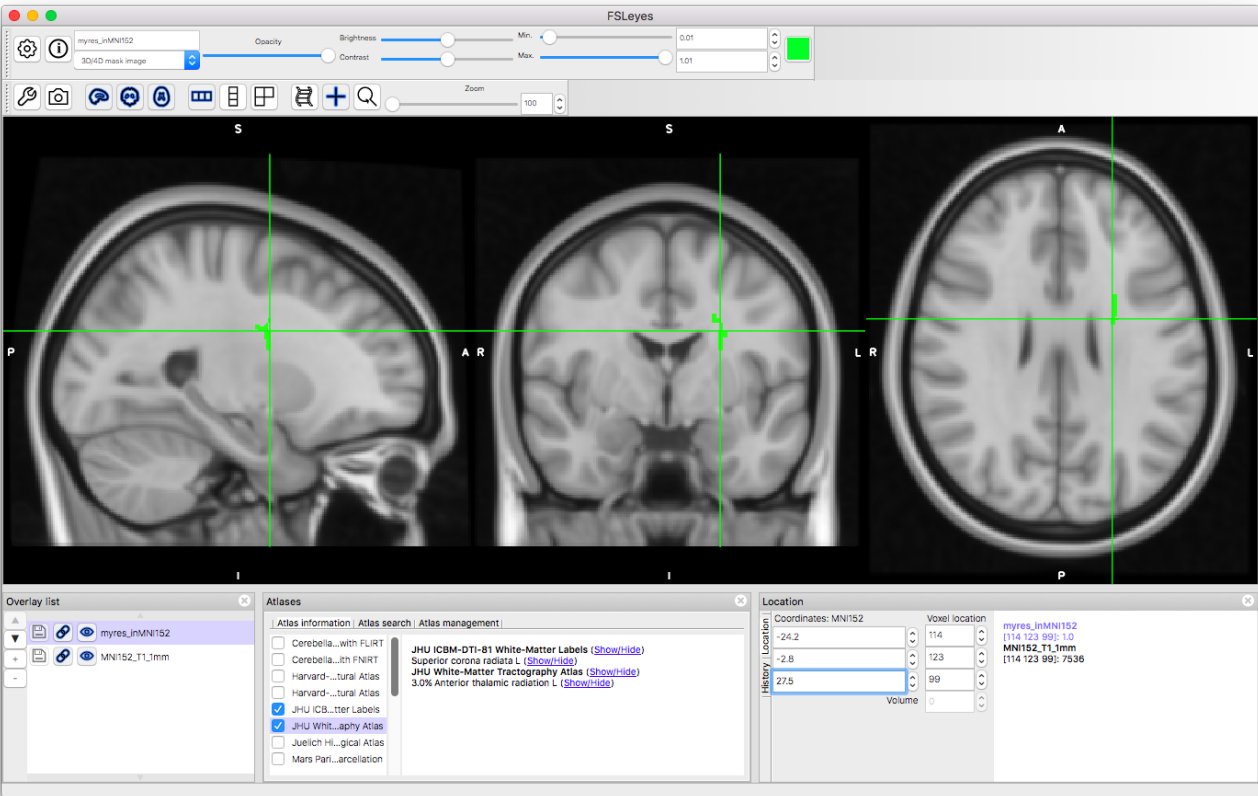 FSLeyes
myres_inMNI152
3D/4D mask image
Opacity
Brightness
Contrast
Min.
Max.
0.01
1.01
Zoom
100
S
S
A
P
A
R
L
R
L
I
I
P
Overlay list
myres_inMNI152
MNI152_T1_1mm
Atlases
Atlas information | Atlas search | Atlas management
Cerebella...with FLIRT
Cerebella...ith FNIRT
Harvard-...tural Atlas
Harvard-...tural Atlas
JHU ICB...tter Labels
JHU Whit...aphy Atlas
Juelich Hi...gical Atlas
Mars Pari...arcellation
JHU ICBM-DTI-81 White-Matter Labels (Show/Hide)
Superior corona radiata L (Show/Hide)
JHU White-Matter Tractography Atlas (Show/Hide)
3.0% Anterior thalamic radiation L (Show/Hide)
Location
Location
History
Coordinates: MNI152
Voxel location
-24.2
114
-2.8
123
27.5
99
Volume
0
myres_inMNI152
[114 123 99]: 1.0
MNI152_T1_1mm
[114 123 99]: 7536